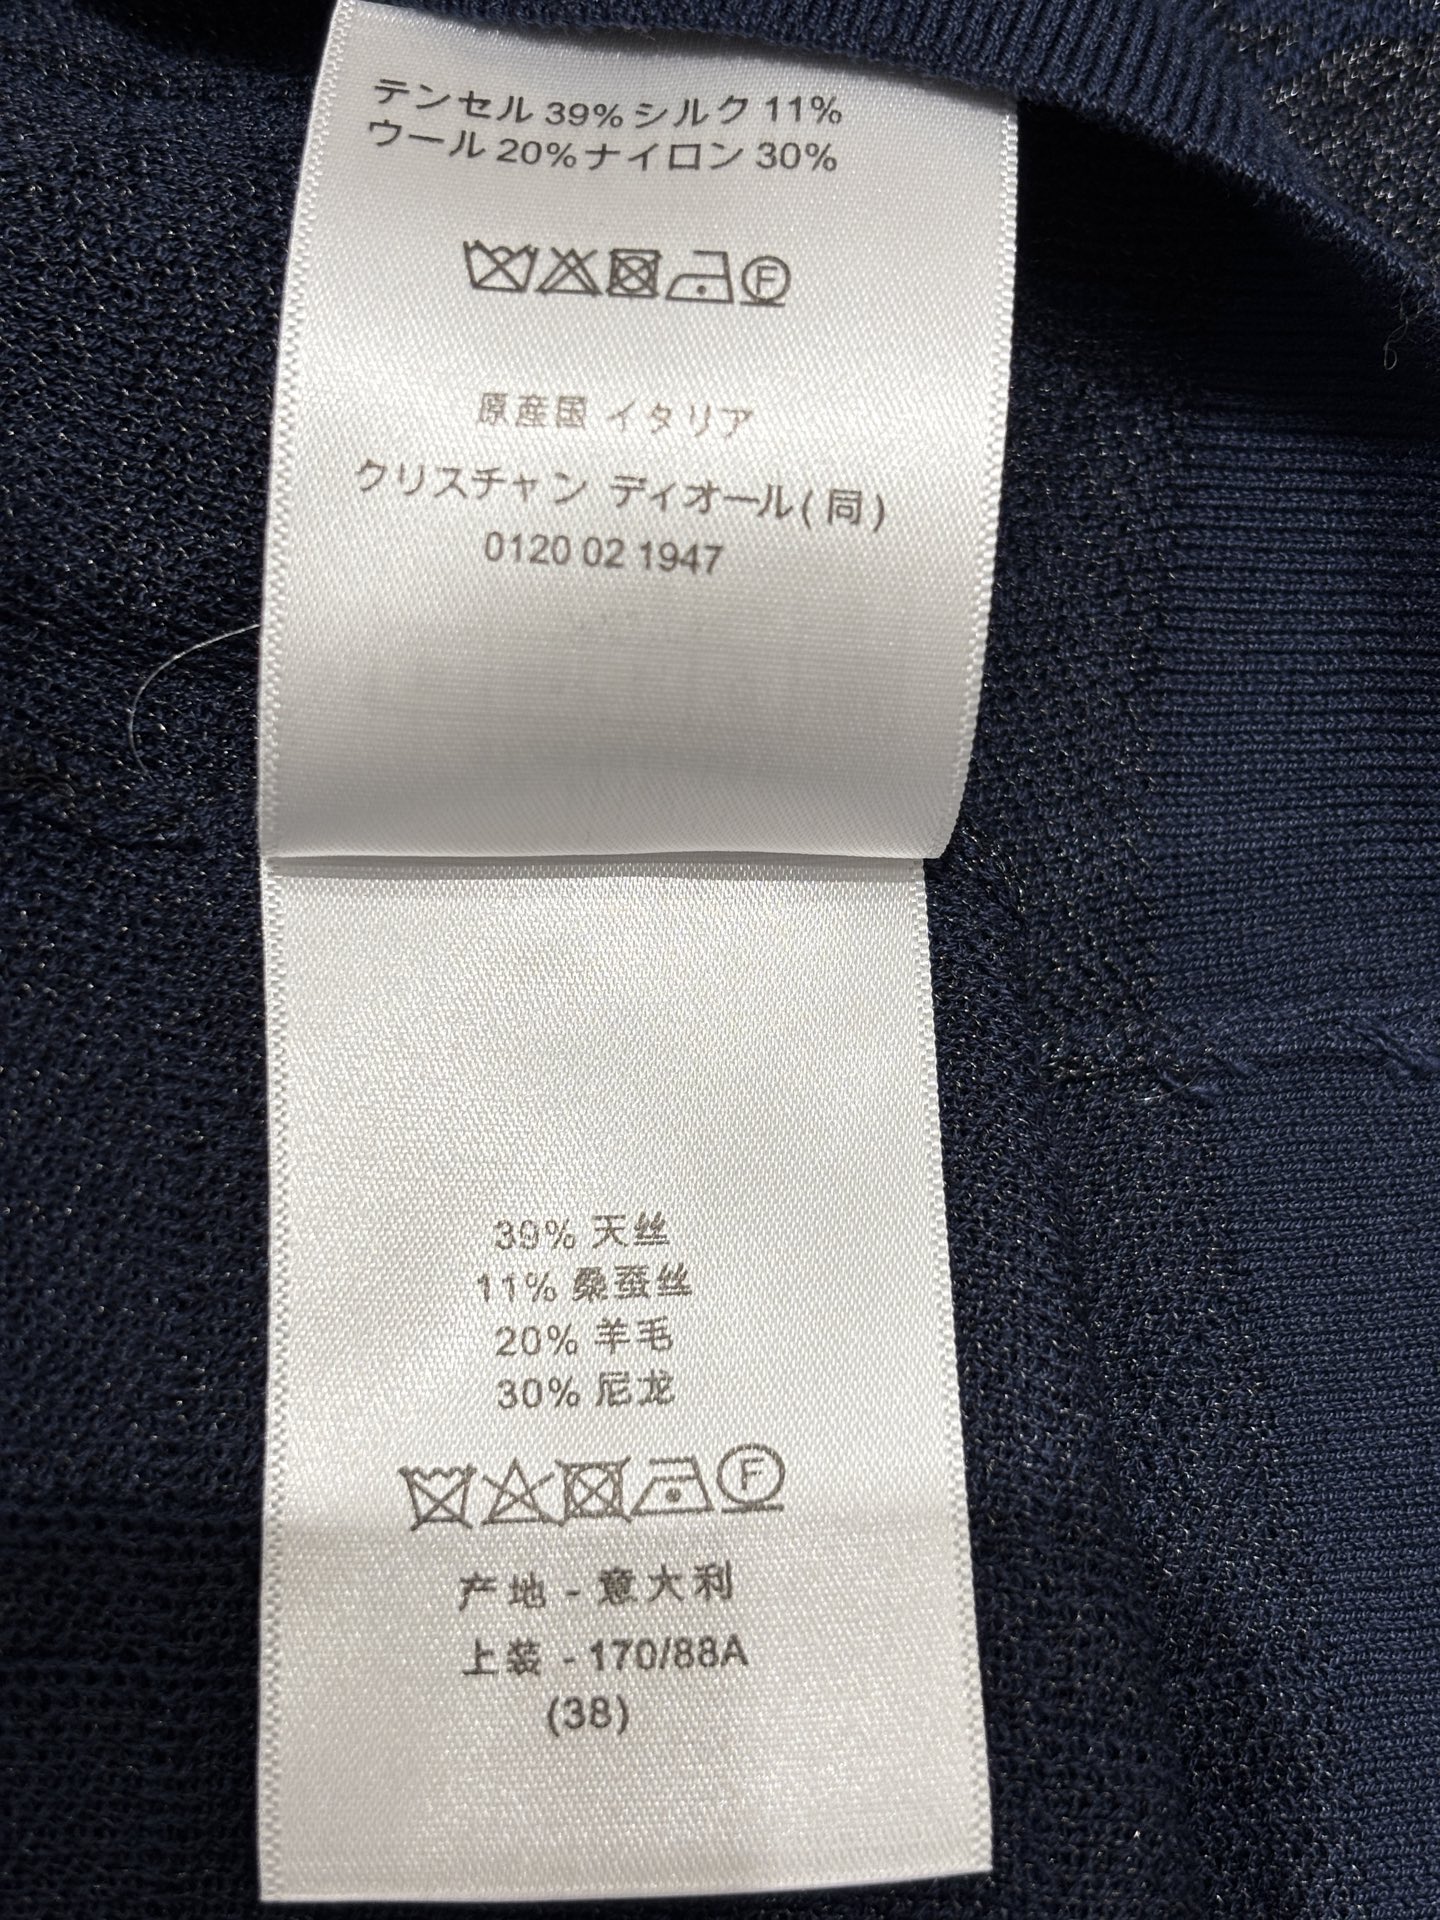 テンセル 39% シルク 11%
ウール 20% ナイロン 30%
F
原産国 イタリア
クリスチャン ディオール(同)
0120 02 1947
39% 天丝
11% 桑蚕丝
20% 羊毛
30% 尼龙
F
产地 - 意大利
上装 - 170/88A
(38)